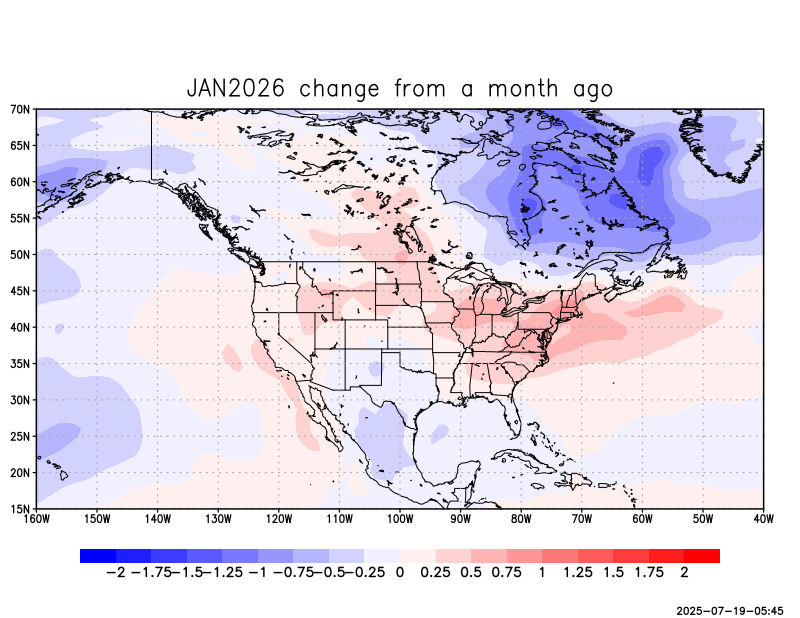 JAN2026 change from a month ago
70N
65N
60N
55N
50N
45N
40N
35N
30N
25N
20N
15N
160W 150W 140W 130W 120W 110W 100W 90W 80W 70W 60W 50W 40W
-2 -1.75 -1.5 -1.25 -1 -0.75 -0.5 -0.25 0 0.25 0.5 0.75 1 1.25 1.5 1.75 2
2025-07-19-05:45